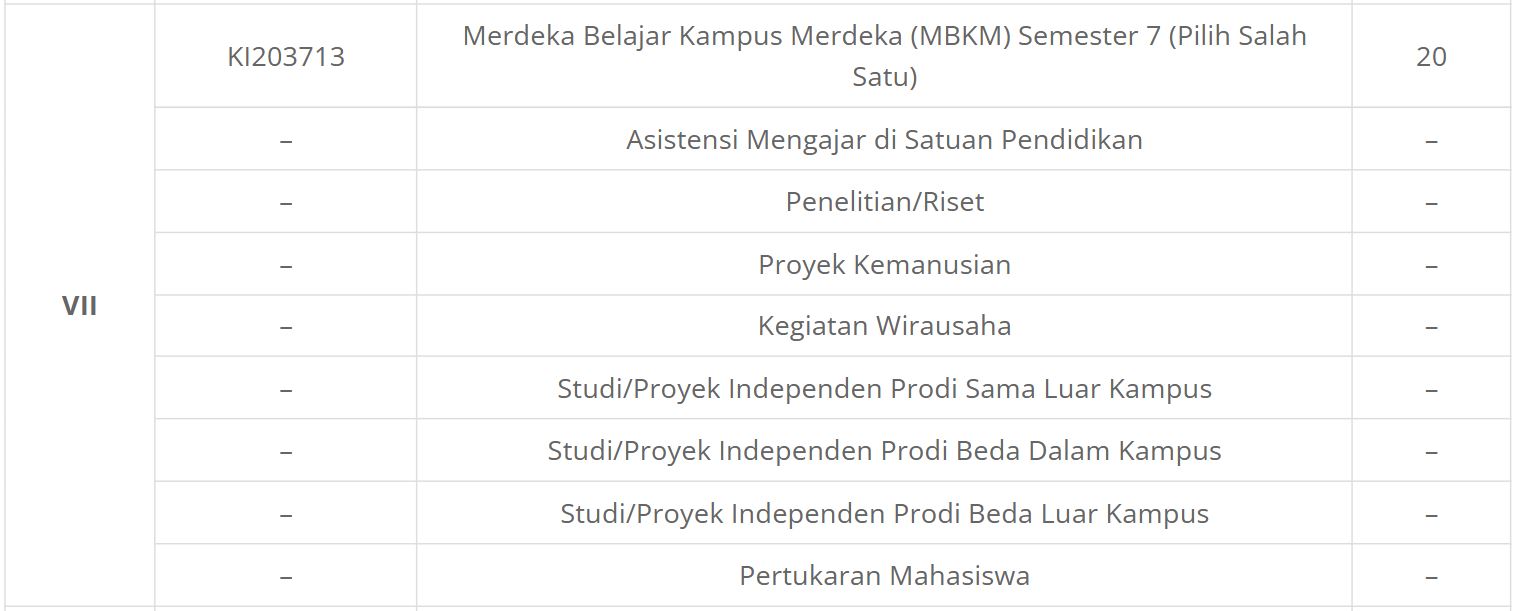 KI203713
Merdeka Belajar Kampus Merdeka (MBKM) Semester 7 (Pilih Salah
Satu)
20
– Asistensi Mengajar di Satuan Pendidikan –
– Penelitian/Riset –
– Proyek Kemanusian –
VII
– Kegiatan Wirausaha –
– Studi/Proyek Independen Prodi Sama Luar Kampus –
– Studi/Proyek Independen Prodi Beda Dalam Kampus –
– Studi/Proyek Independen Prodi Beda Luar Kampus –
– Pertukaran Mahasiswa –